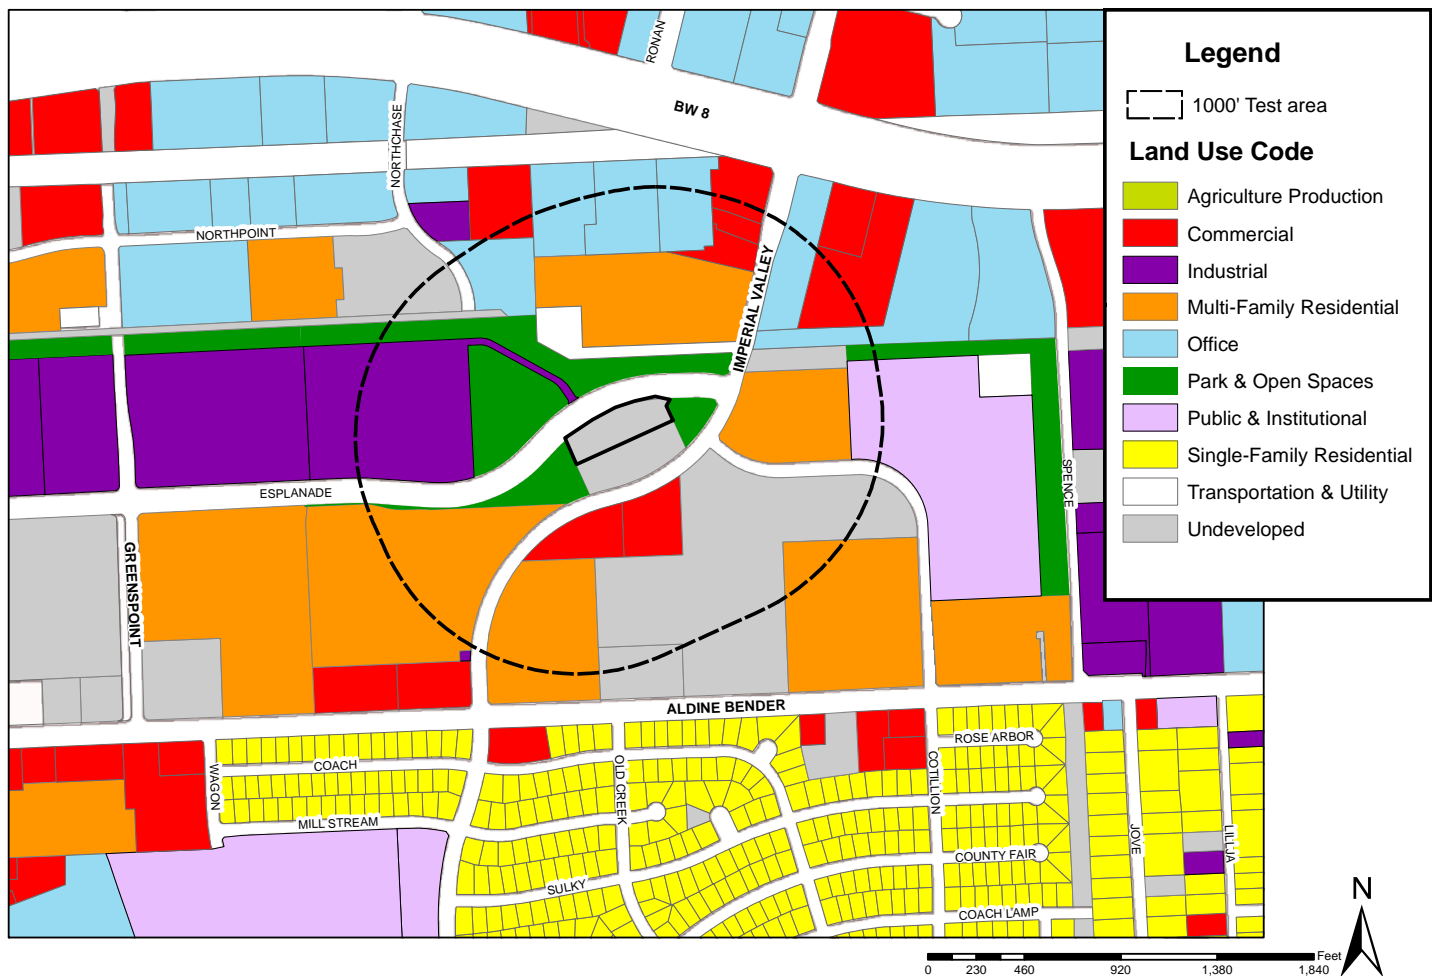 RONAN
BW 8
NORTHCHASE
NORTHPOINT
IMPERIAL VALLEY
ESPLANADE
SPENCE
GREENSPOINT
ALDINE BENDER
WAGON
COACH
MILL STREAM
OLD CREEK
SULKY
ROSE ARBOR
COTILLION
COUNTY FAIR
COACH LAMP
JOVE
LILLJA
Legend
1000' Test area
Land Use Code
Agriculture Production
Commercial
Industrial
Multi-Family Residential
Office
Park & Open Spaces
Public & Institutional
Single-Family Residential
Transportation & Utility
Undeveloped
N
Feet
0 230 460 920 1,380 1,840